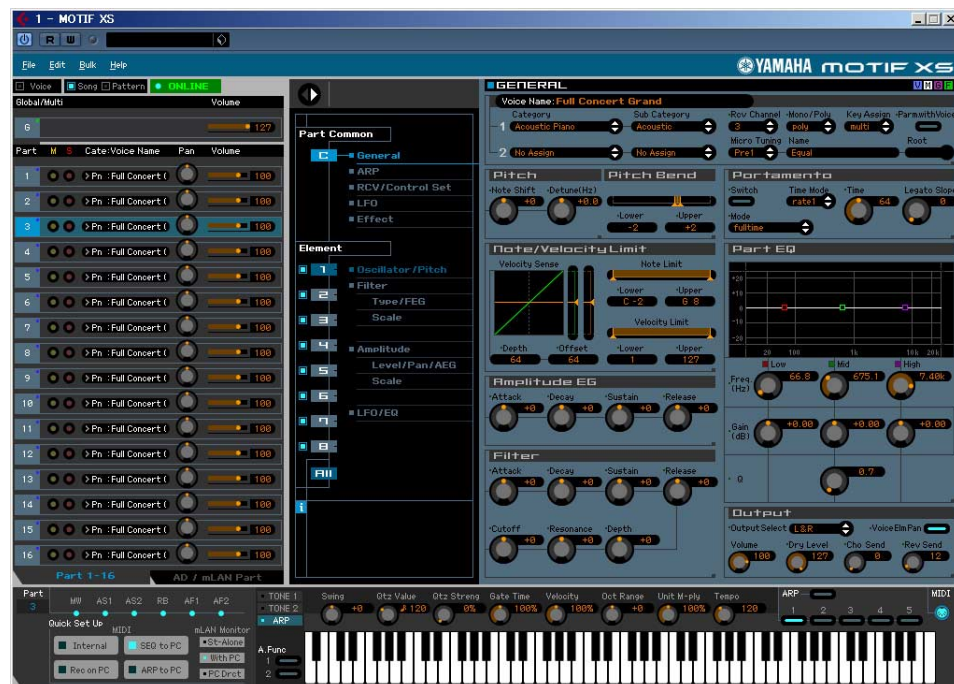 1 - MOTIF XS
R W
File Edit Bulk Help
YAMAHA MOTIF XS
Voice Song Pattern ONLINE
Global/Multi Volume
G 127
Part M S Cate:Voice Name Pan Volume
1 > Pn :Full Concert ( 100
2 > Pn :Full Concert ( 100
3 > Pn :Full Concert ( 100
4 > Pn :Full Concert ( 100
5 > Pn :Full Concert ( 100
6 > Pn :Full Concert ( 100
7 > Pn :Full Concert ( 100
8 > Pn :Full Concert ( 100
9 > Pn :Full Concert ( 100
10 > Pn :Full Concert ( 100
11 > Pn :Full Concert ( 100
12 > Pn :Full Concert ( 100
13 > Pn :Full Concert ( 100
14 > Pn :Full Concert ( 100
15 > Pn :Full Concert ( 100
16 > Pn :Full Concert ( 100
Part 1-16 AD / mLAN Part
Part Common
C General
ARP
RCV/Control Set
LFO
Effect
Element
1 Oscillator/Pitch
2 Filter
Type/FEG
3 Scale
4 Amplitude
5 Level/Pan/AEG
Scale
6
7 LFO/EQ
8
All
i
GENERAL
Voice Name:Full Concert Grand
Category Sub Category Rcv Channel Mono/Poly Key Assign Parm.withVoice
1 Acoustic Piano Acoustic 3 poly multi
Micro Tuning Name Root
2 No Assign No Assign Pre1 Equal
Pitch Pitch Bend
Note Shift Detune(Hz)
+0 +0.0
Lower Upper
-2 +2
Portamento
Switch Time Mode Time Legato Slope
rate1 64 0
Mode
fulltime
Note/Velocity Limit
Velocity Sense Note Limit
Lower Upper
C -2 G 8
Velocity Limit
Depth Offset Lower Upper
64 64 1 127
Part EQ
+20
+10
0
-10
-20
20 100 1k 10k 20k
Low Mid High
Freq. (Hz) 66.8 675.1 7.40k
Gain (dB) +0.00 +0.00 +0.00
Q 0.7
Amplitude EG
Attack Decay Sustain Release
+0 +0 +0 +0
Filter
Attack Decay Sustain Release
+0 +0 +0 +0
Cutoff Resonance Depth
+0 +0 +0
Output
Output Select L&R Voice Elm Pan
Volume Dry Level Cho Send Rev Send
100 127 0 12
Part MW AS1 AS2 RB AF1 AF2
3
Quick Set Up
MIDI mLAN Monitor
Internal SEQ to PC St-Alone
With PC
Rec on PC ARP to PC PC Drct
TONE 1
TONE 2
ARP
Swing Qtz Value Qtz Streng Gate Time Velocity Oct Range Unit M-ply Tempo
+0 120 0% 100% 100% +0 100% 120
ARP MIDI
1 2 3 4 5
A.Func
1
2